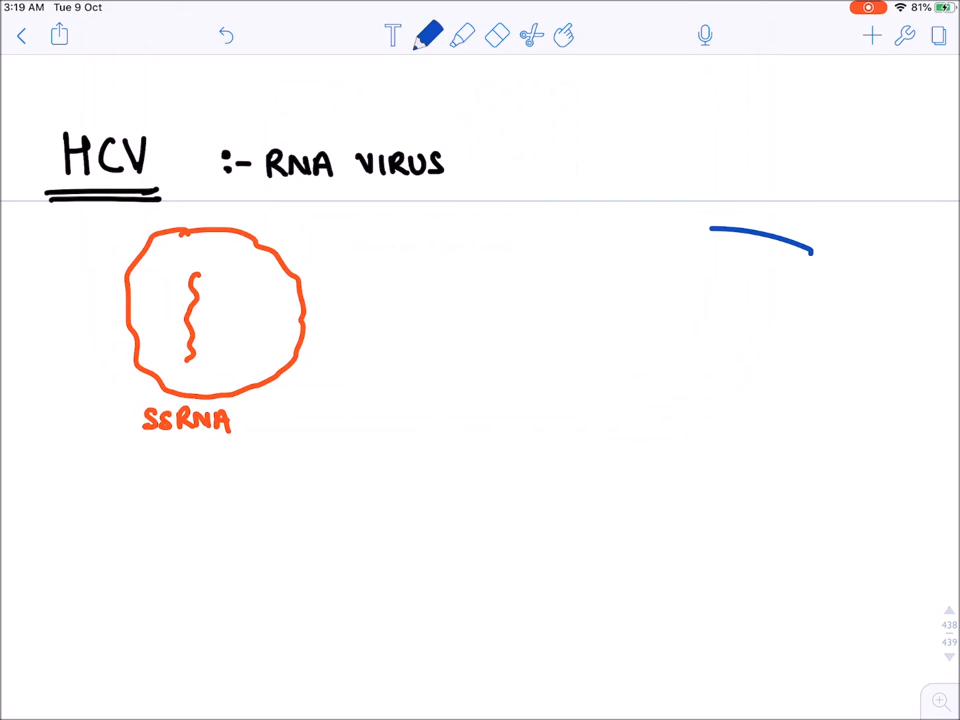 3:19 AM Tue 9 Oct 81%
T
HCV :- RNA VIRUS
SSRNA
438
439